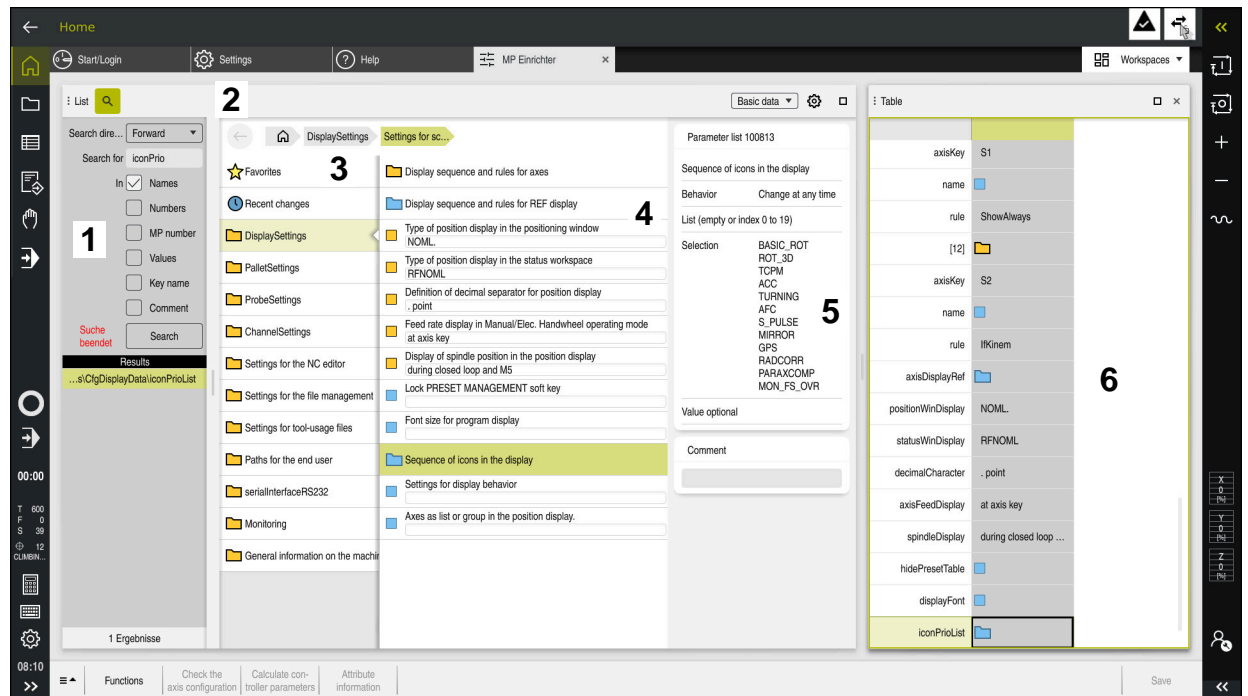 Home
Start/Login
Settings
Help
MP Einrichter
Workspaces
List
2
Basic data
Table
Search dire...
Forward
Search for
iconPrio
In
Names
Numbers
MP number
Values
Key name
Comment
1
Suche
beendet
Search
Results
...s\CfgDisplayData\iconPrioList
1 Ergebnisse
DisplaySettings
Settings for sc...
3
Favorites
Recent changes
DisplaySettings
PalletSettings
ProbeSettings
ChannelSettings
Settings for the NC editor
Settings for the file management
Settings for tool-usage files
Paths for the end user
serialInterfaceRS232
Monitoring
General information on the machin
Display sequence and rules for axes
Display sequence and rules for REF display
4
Type of position display in the positioning window
NOML.
Type of position display in the status workspace
RFNOML
Definition of decimal separator for position display
. point
Feed rate display in Manual/Elec. Handwheel operating mode
at axis key
Display of spindle position in the position display
during closed loop and M5
Lock PRESET MANAGEMENT soft key
Font size for program display
Sequence of icons in the display
Settings for display behavior
Axes as list or group in the position display.
Parameter list 100813
Sequence of icons in the display
Behavior
Change at any time
List (empty or index 0 to 19)
Selection
BASIC_ROT
ROT_3D
TCPM
ACC
TURNING
AFC
S_PULSE
MIRROR
GPS
RADCORR
PARAXCOMP
MON_FS_OVR
5
Value optional
Comment
axisKey
S1
name
rule
ShowAlways
[12]
axisKey
S2
name
rule
IfKinem
axisDisplayRef
6
positionWinDisplay
NOML.
statusWinDisplay
RFNOML
decimalCharacter
. point
axisFeedDisplay
at axis key
spindleDisplay
during closed loop ...
hidePresetTable
displayFont
iconPrioList
00:00
T 600
F 0
S 39
12
CLIMBIN...
08:10
X
0
[%]
Y
0
[%]
Z
0
[%]
Functions
Check the
axis configuration
Calculate con-
troller parameters
Attribute
information
Save